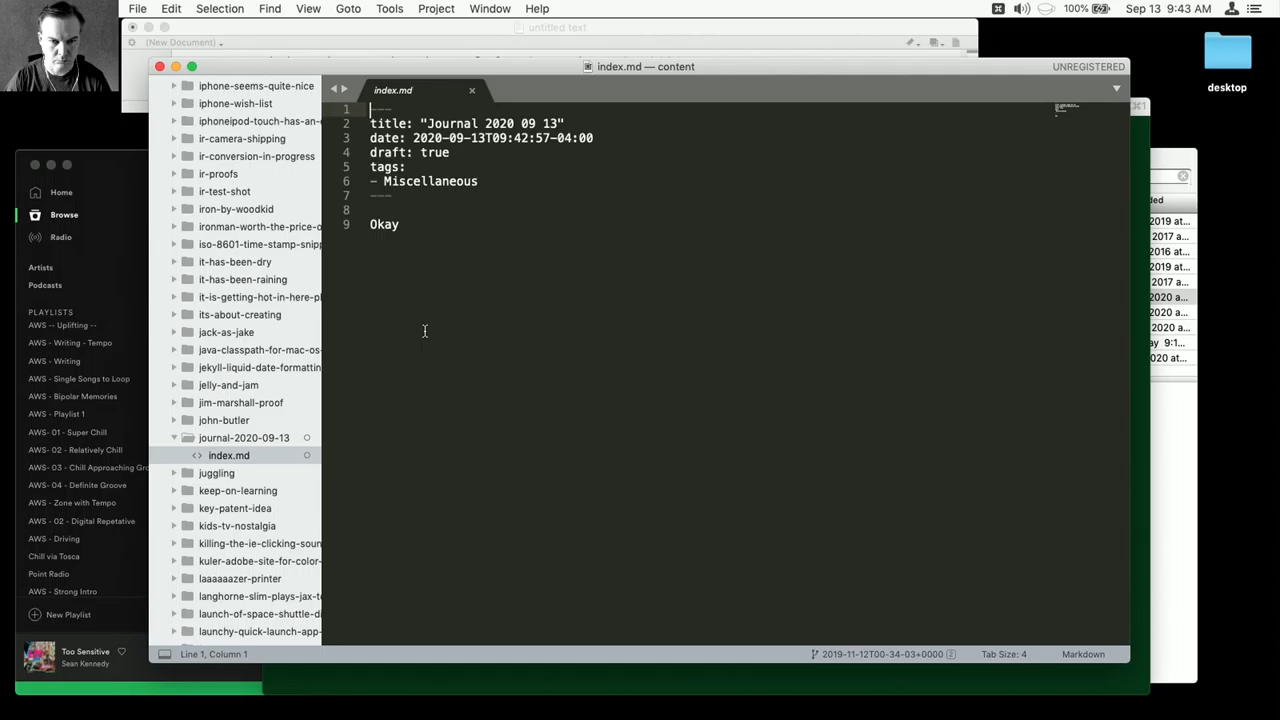 File Edit Selection Find View Goto Tools Project Window Help
100% Sep 13 9:43 AM
untitled text
(New Document)
desktop
index.md — content
UNREGISTERED
iphone-seems-quite-nice
iphone-wish-list
iphoneipod-touch-has-an-
ir-camera-shipping
ir-conversion-in-progress
ir-proofs
ir-test-shot
iron-by-woodkid
ironman-worth-the-price-o
iso-8601-time-stamp-snipp
it-has-been-dry
it-has-been-raining
it-is-getting-hot-in-here-pl
its-about-creating
jack-as-jake
java-classpath-for-mac-os-
jekyll-liquid-date-formattin
jelly-and-jam
jim-marshall-proof
john-butler
journal-2020-09-13
index.md
juggling
keep-on-learning
key-patent-idea
kids-tv-nostalgia
killing-the-ie-clicking-soun
kuler-adobe-site-for-color-
laaaaaazer-printer
langhorne-slim-plays-jax-t
launch-of-space-shuttle-di
launchy-quick-launch-app-
index.md
1 ---
2 title: "Journal 2020 09 13"
3 date: 2020-09-13T09:42:57-04:00
4 draft: true
5 tags:
6 - Miscellaneous
7 ---
8
9 Okay
Line 1, Column 1
2019-11-12T00-34-03+0000 2
Tab Size: 4
Markdown
Home
Browse
Radio
Artists
Podcasts
PLAYLISTS
AWS -- Uplifting --
AWS - Writing - Tempo
AWS - Writing
AWS - Single Songs to Loop
AWS - Bipolar Memories
AWS - Playlist 1
AWS- 01 - Super Chill
AWS- 02 - Relatively Chill
AWS- 03 - Chill Approaching Gro
AWS- 04 - Definite Groove
AWS - Zone with Tempo
AWS - 02 - Digital Repetative
AWS - Driving
Chill via Tosca
Point Radio
AWS - Strong Intro
New Playlist
Too Sensitive
Sean Kennedy
⌘1
ded
2019 at...
2017 a...
2016 at...
2019 at...
2017 a...
2020 a...
2020 a...
2020 a...
ay 9:1...
020 at...